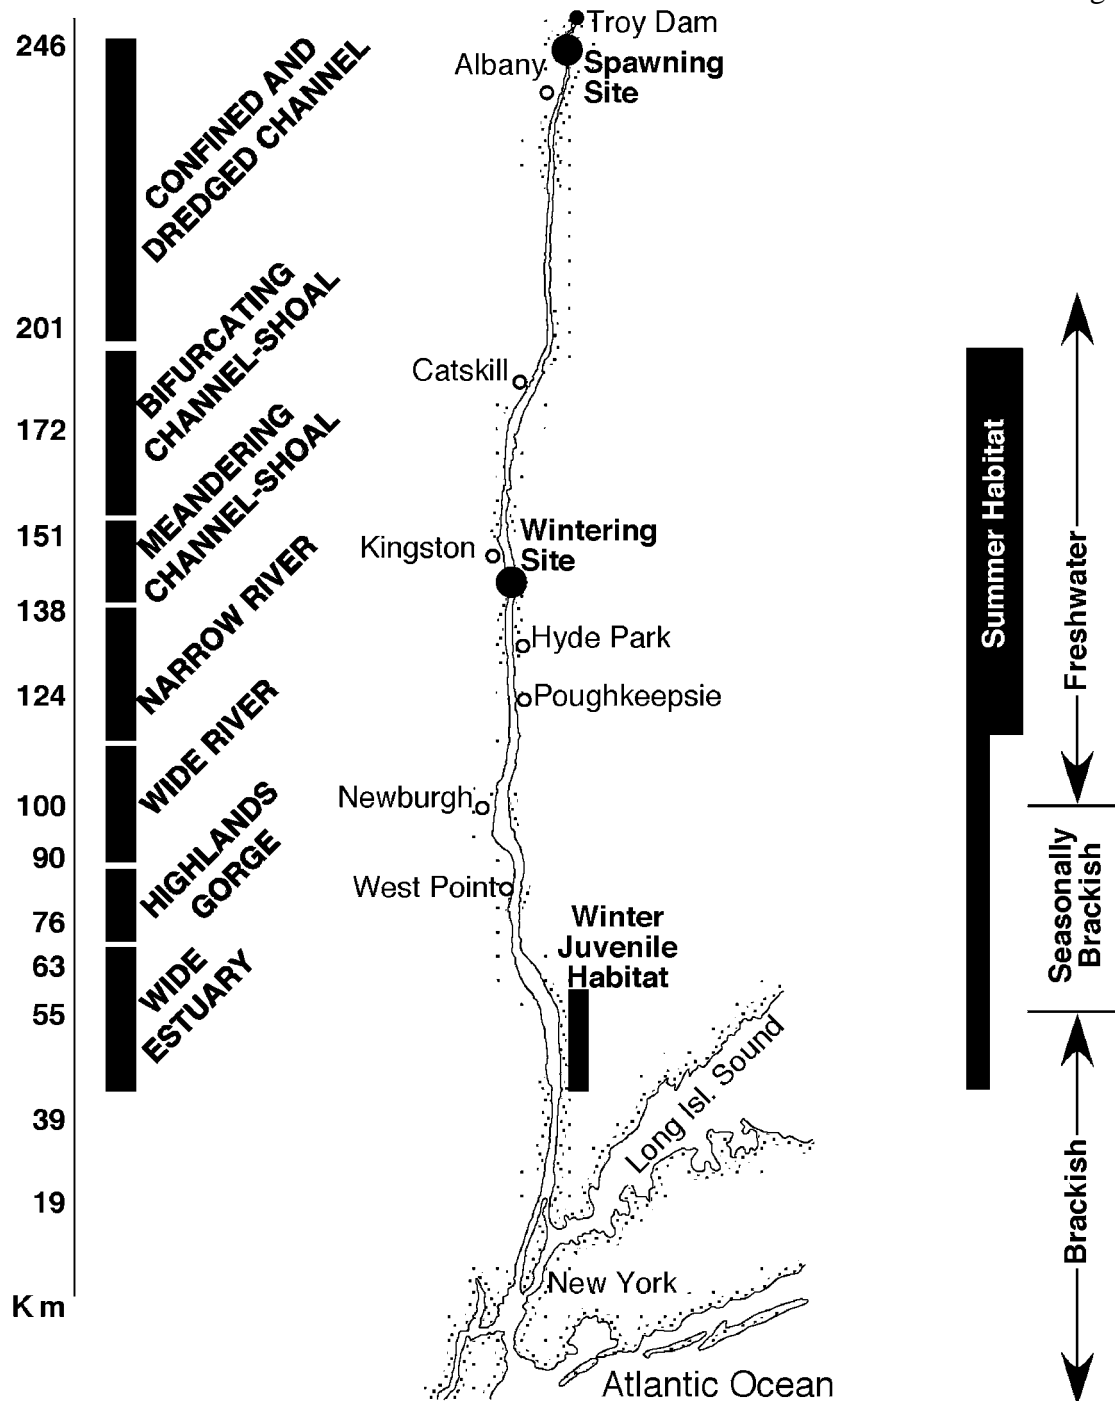 g
Troy Dam
246
Albany
Spawning
Site
CONFINED AND
DREDGED CHANNEL
201
BIFURCATING
CHANNEL-SHOAL
Catskill
172
MEANDERING
CHANNEL-SHOAL
Summer Habitat
151
Kingston
Wintering
Site
Freshwater
138
NARROW RIVER
Hyde Park
124
Poughkeepsie
WIDE RIVER
100
Newburgh
90
HIGHLANDS
GORGE
West Point
Seasonally
Brackish
76
Winter
Juvenile
Habitat
63
WIDE
ESTUARY
55
Long Isl. Sound
39
19
Brackish
New York
Km
Atlantic Ocean